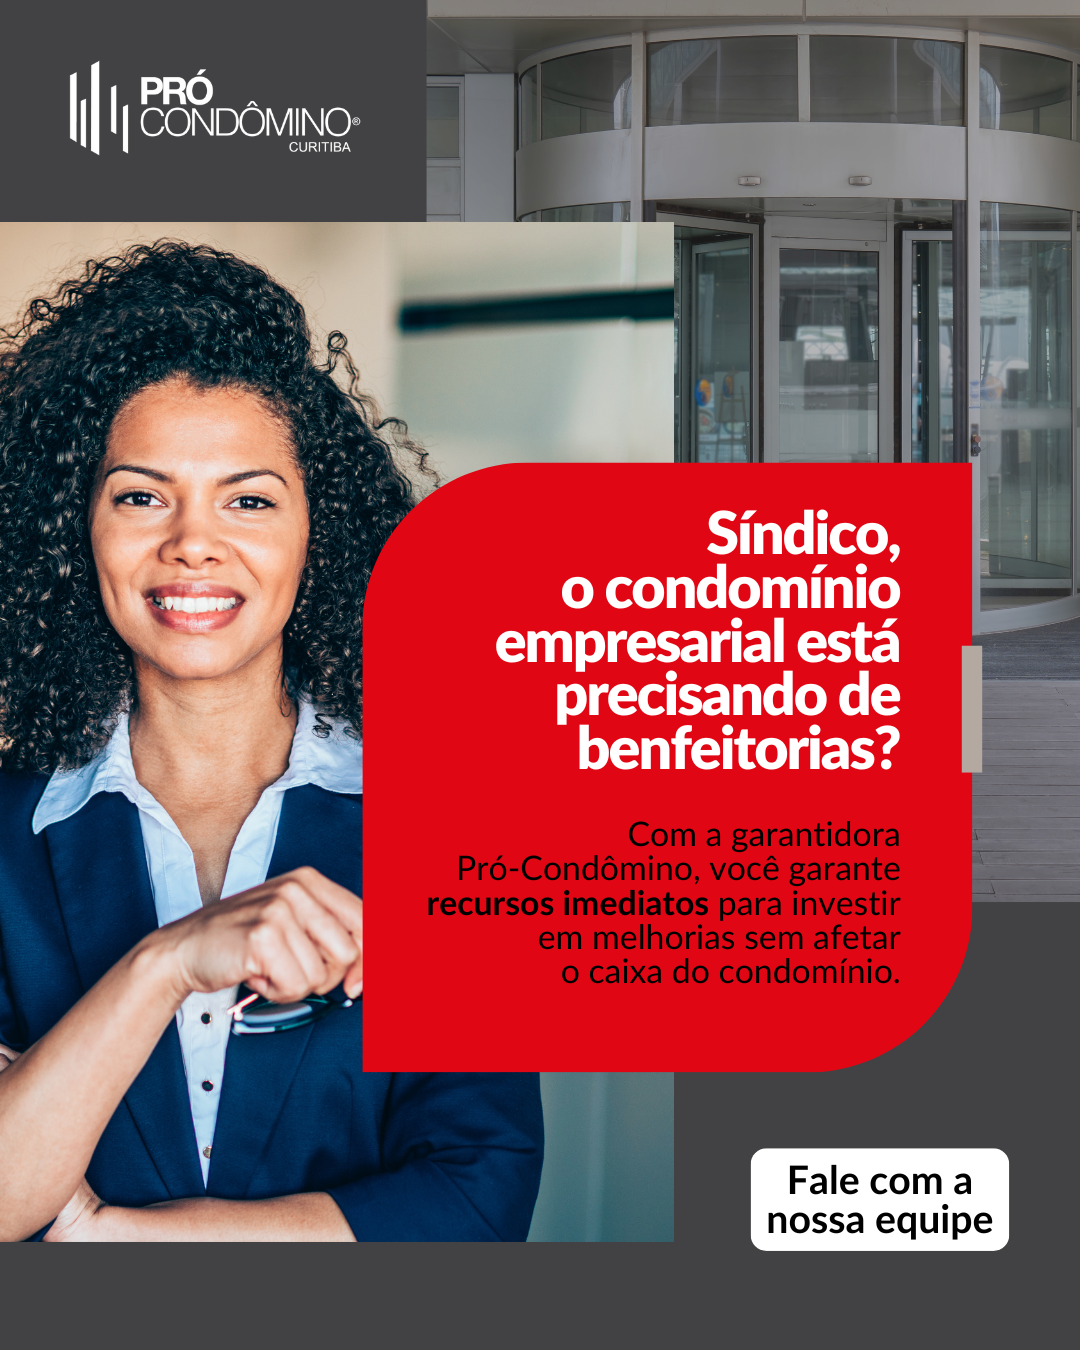 PRÓ
CONDÔMINO®
CURITIBA
Síndico,
o condomínio
empresarial está
precisando de
benfeitorias?
Com a garantidora
Pró-Condômino, você garante
recursos imediatos para investir
em melhorias sem afetar
o caixa do condomínio.
Fale com a
nossa equipe